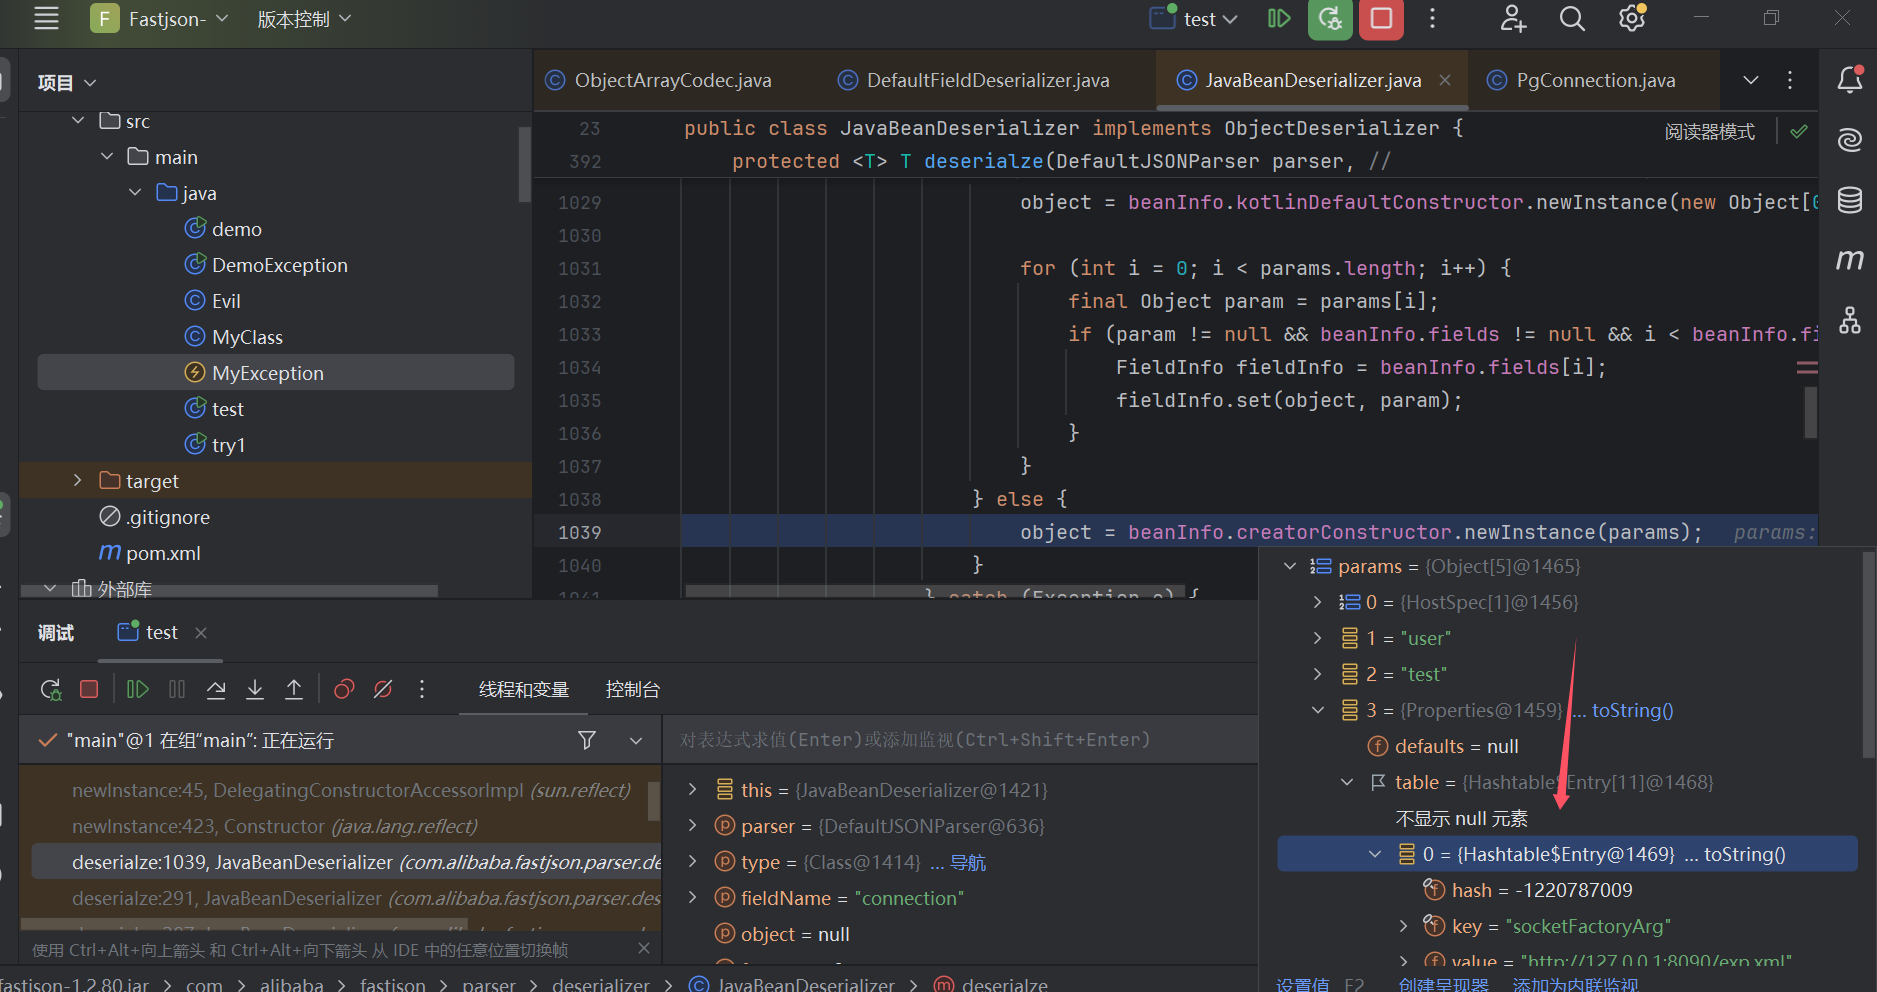 F Fastjson- 版本控制 test
项目
src
main
java
demo
DemoException
Evil
MyClass
MyException
test
try1
target
.gitignore
m pom.xml
外部库
ObjectArrayCodec.java DefaultFieldDeserializer.java JavaBeanDeserializer.java PgConnection.java
23 public class JavaBeanDeserializer implements ObjectDeserializer { 阅读器模式
392 protected <T> T deserialze(DefaultJSONParser parser, //
1029 object = beanInfo.kotlinDefaultConstructor.newInstance(new Object[0
1030
1031 for (int i = 0; i < params.length; i++) {
1032 final Object param = params[i];
1033 if (param != null && beanInfo.fields != null && i < beanInfo.fi
1034 FieldInfo fieldInfo = beanInfo.fields[i];
1035 fieldInfo.set(object, param);
1036 }
1037 }
1038 } else {
1039 object = beanInfo.creatorConstructor.newInstance(params); params:
1040 }
1041 } catch (Exception e) {
调试 test
线程和变量 控制台
"main"@1 在组“main”: 正在运行
对表达式求值(Enter)或添加监视(Ctrl+Shift+Enter)
newInstance:45, DelegatingConstructorAccessorImpl (sun.reflect)
newInstance:423, Constructor (java.lang.reflect)
deserialze:1039, JavaBeanDeserializer (com.alibaba.fastjson.parser.de
deserialze:291, JavaBeanDeserializer (com.alibaba.fastjson.parser.des
使用 Ctrl+Alt+向上箭头 和 Ctrl+Alt+向下箭头 从 IDE 中的任意位置切换帧
this = {JavaBeanDeserializer@1421}
parser = {DefaultJSONParser@636}
type = {Class@1414} ... 导航
fieldName = "connection"
object = null
params = {Object[5]@1465}
0 = {HostSpec[1]@1456}
1 = "user"
2 = "test"
3 = {Properties@1459} ... toString()
defaults = null
table = {Hashtable$Entry[11]@1468}
不显示 null 元素
0 = {Hashtable$Entry@1469} ... toString()
hash = -1220787009
key = "socketFactoryArg"
value = "http://127.0.0.1:8090/exp.xml"
设置值 F2 创建呈现器 添加为内联监视
fastjson-1.2.80.jar > com > alibaba > fastjson > parser > deserializer > JavaBeanDeserializer > deserialze